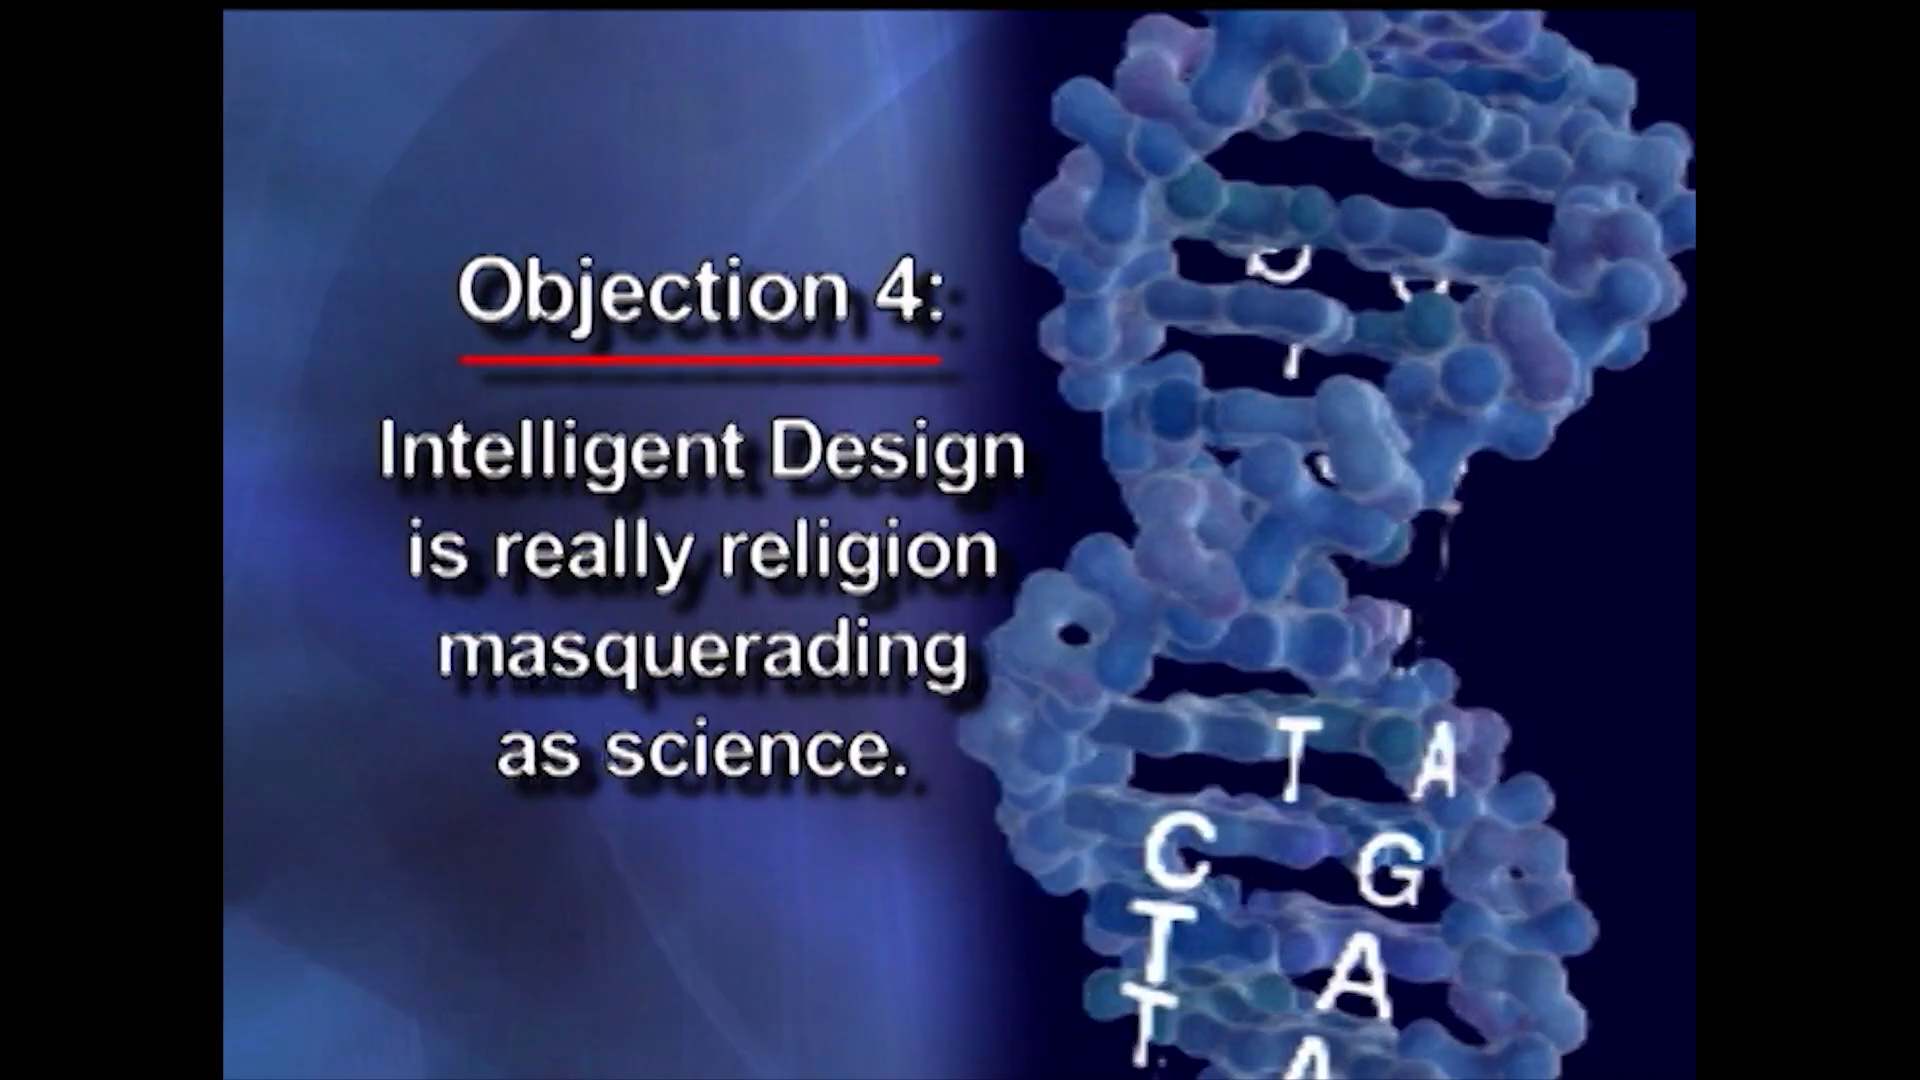 Objection 4:
Intelligent Design
is really religion
masquerading
as science.
T A
C G
T A
T A